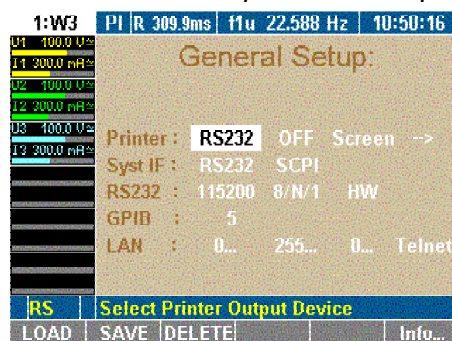 1:W3 PI R 309.9ms f1u 22.588 Hz 10:50:16
U1 100.0 V≃
I1 300.0 mA≃
U2 100.0 V≃
I2 300.0 mA≃
U3 100.0 V≃
I3 300.0 mA≃
General Setup:
Printer : RS232 OFF Screen -->
Syst IF : RS232 SCPI
RS232 : 115200 8/N/1 HW
GPIB : 5
LAN : 0... 255... 0... Telnet
RS Select Printer Output Device
LOAD SAVE DELETE Info...